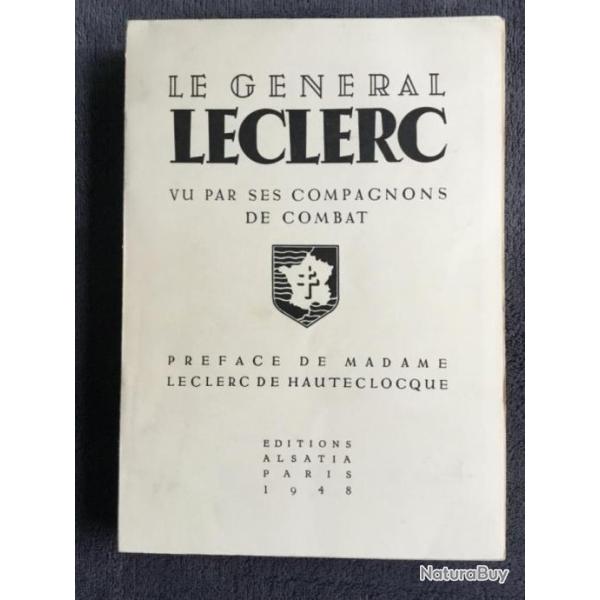 LE GENERAL
LECLERC
VU PAR SES COMPAGNONS
DE COMBAT
PREFACE DE MADAME
LECLERC DE HAUTECLOCQUE
EDITIONS
ALSATIA
PARIS
1948
NaturaBuy